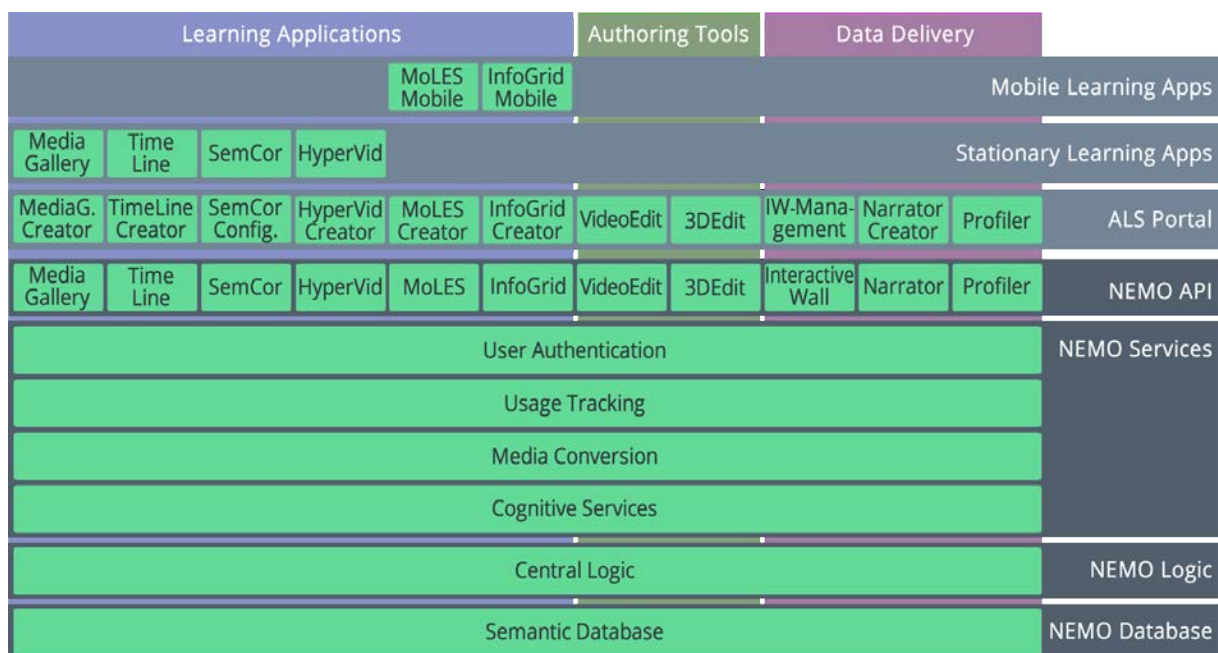 Learning Applications
Authoring Tools
Data Delivery
MoLES
Mobile
InfoGrid
Mobile
Mobile Learning Apps
Media
Gallery
Time
Line
SemCor
HyperVid
Stationary Learning Apps
MediaG.
Creator
TimeLine
Creator
SemCor
Config.
HyperVid
Creator
MoLES
Creator
InfoGrid
Creator
VideoEdit
3DEdit
IW-Mana-
gement
Narrator
Creator
Profiler
ALS Portal
Media
Gallery
Time
Line
SemCor
HyperVid
MoLES
InfoGrid
VideoEdit
3DEdit
Interactive
Wall
Narrator
Profiler
NEMO API
User Authentication
NEMO Services
Usage Tracking
Media Conversion
Cognitive Services
Central Logic
NEMO Logic
Semantic Database
NEMO Database